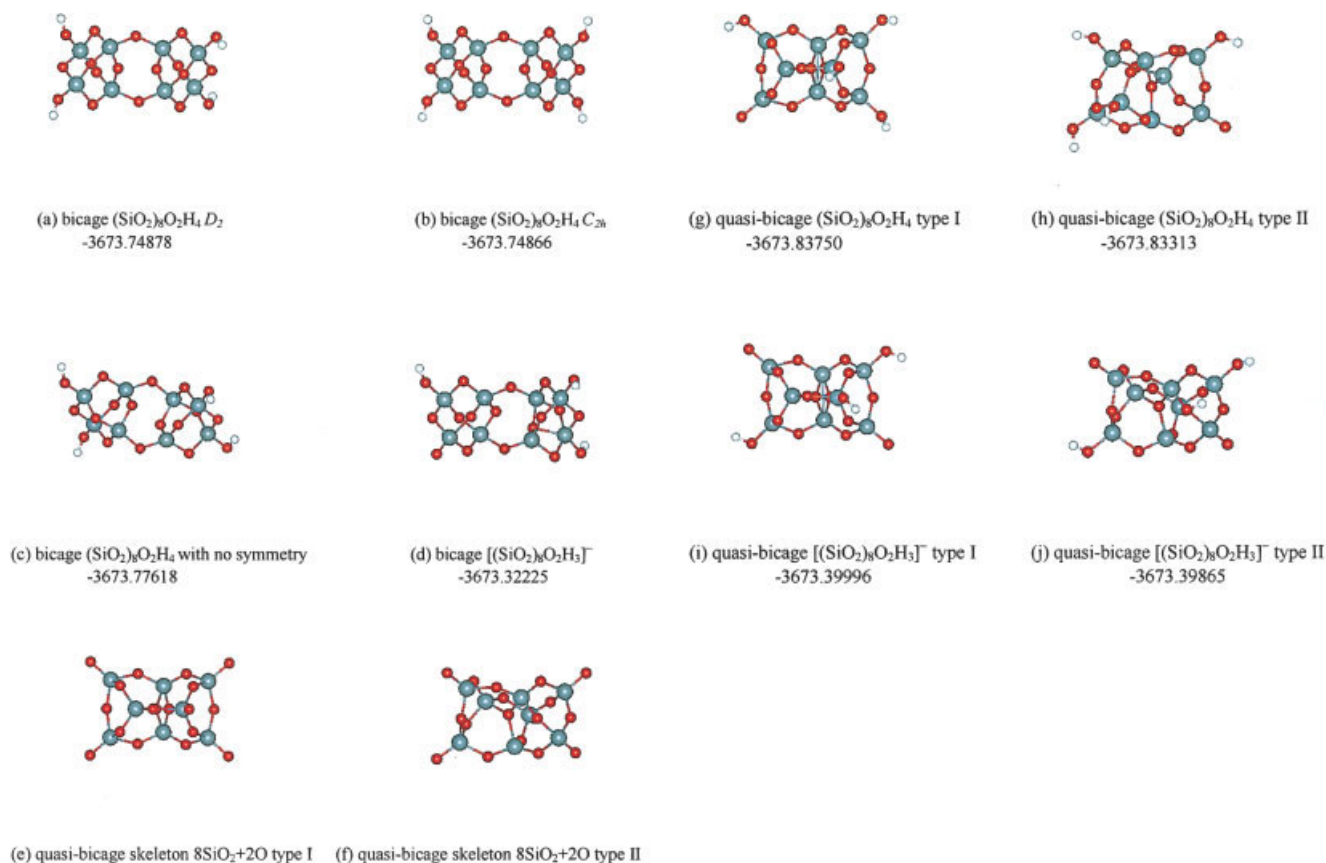 (a) bicage (SiO₂)₈O₂H₄ D₂
-3673.74878
(b) bicage (SiO₂)₈O₂H₄ C₂ₕ
-3673.74866
(g) quasi-bicage (SiO₂)₈O₂H₄ type I
-3673.83750
(h) quasi-bicage (SiO₂)₈O₂H₄ type II
-3673.83313
(c) bicage (SiO₂)₈O₂H₄ with no symmetry
-3673.77618
(d) bicage [(SiO₂)₈O₂H₃]⁻
-3673.32225
(i) quasi-bicage [(SiO₂)₈O₂H₃]⁻ type I
-3673.39996
(j) quasi-bicage [(SiO₂)₈O₂H₃]⁻ type II
-3673.39865
(e) quasi-bicage skeleton 8SiO₂+2O type I
(f) quasi-bicage skeleton 8SiO₂+2O type II